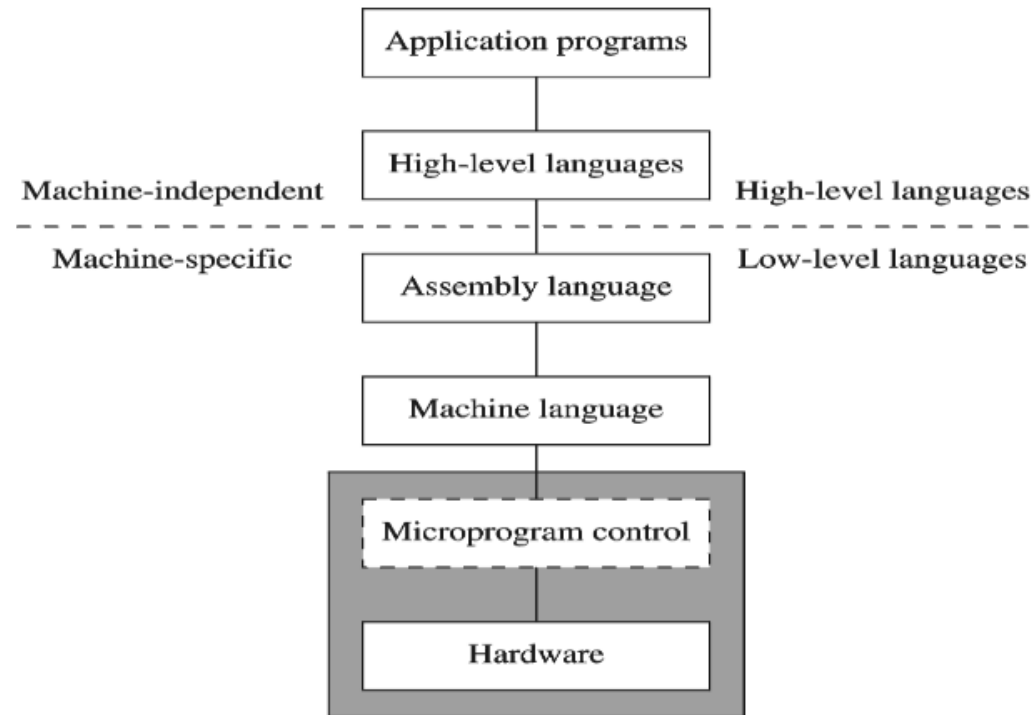 Application programs
High-level languages
Machine-independent
High-level languages
Machine-specific
Low-level languages
Assembly language
Machine language
Microprogram control
Hardware